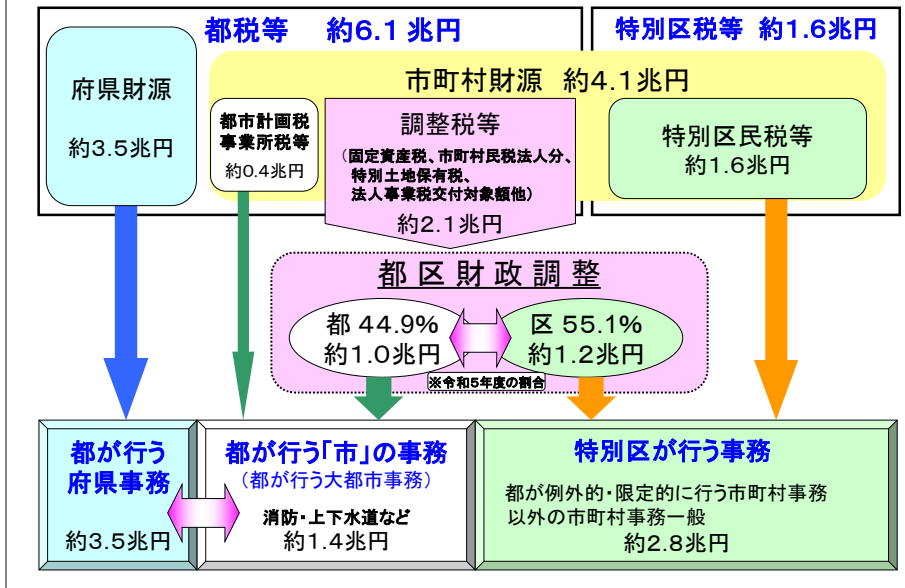 都税等　約6.1 兆円
特別区税等 約1.6兆円
府県財源
約3.5兆円
市町村財源 約4.1兆円
都市計画税
事業所税等
約0.4兆円
調整税等
（固定資産税、市町村民税法人分、
特別土地保有税、
法人事業税交付対象額他）
約2.1兆円
特別区民税等
約1.6兆円
都区財政調整
都 44.9%
約1.0兆円
区 55.1%
約1.2兆円
※令和5年度の割合
都が行う
府県事務
約3.5兆円
都が行う「市」の事務
（都が行う大都市事務）
消防・上下水道など
約1.4兆円
特別区が行う事務
都が例外的・限定的に行う市町村事務
以外の市町村事務一般
約2.8兆円